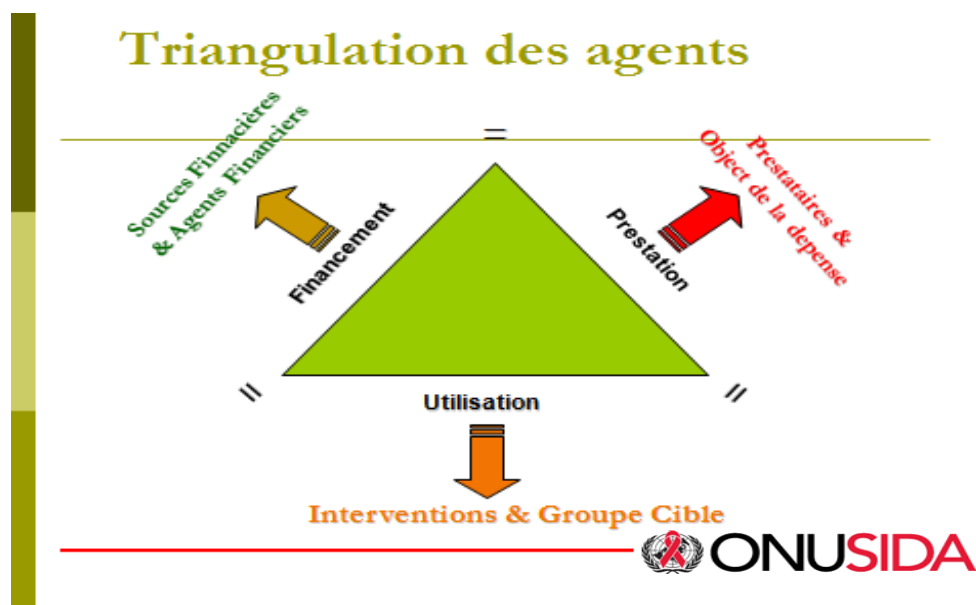 Triangulation des agents
=
Sources Finnacières
& Agents Financiers
Financement
Prestation
Prestataires &
Object de la depense
=
=
Utilisation
Interventions & Groupe Cible
ONUSIDA